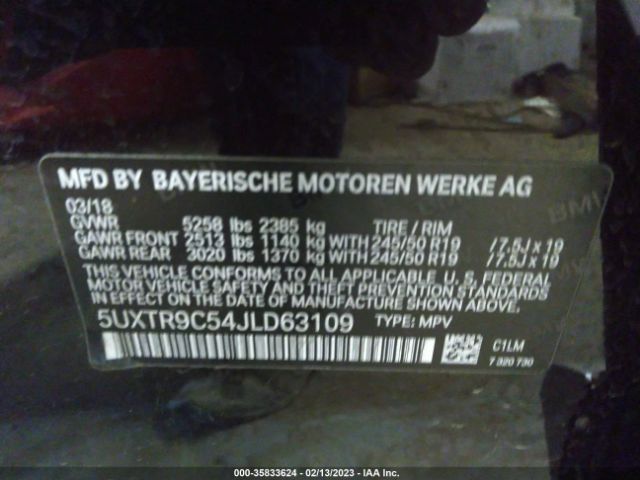 MFD BY BAYERISCHE MOTOREN WERKE AG
03/18
GVWR 5258 lbs 2385 kg TIRE / RIM
GAWR FRONT 2513 lbs 1140 kg WITH 245/50 R19 / 7.5J x 19
GAWR REAR 3020 lbs 1370 kg WITH 245/50 R19 / 7.5J x 19
THIS VEHICLE CONFORMS TO ALL APPLICABLE U. S. FEDERAL
MOTOR VEHICLE SAFETY BUMPER, AND THEFT PREVENTION
STANDARDS IN EFFECT ON THE DATE OF MANUFACTURE SHOWN ABOVE.
5UXTR9C54JLD63109 TYPE: MPV
C1LM
7 320 730
000-35833624 - 02/13/2023 - IAA Inc.